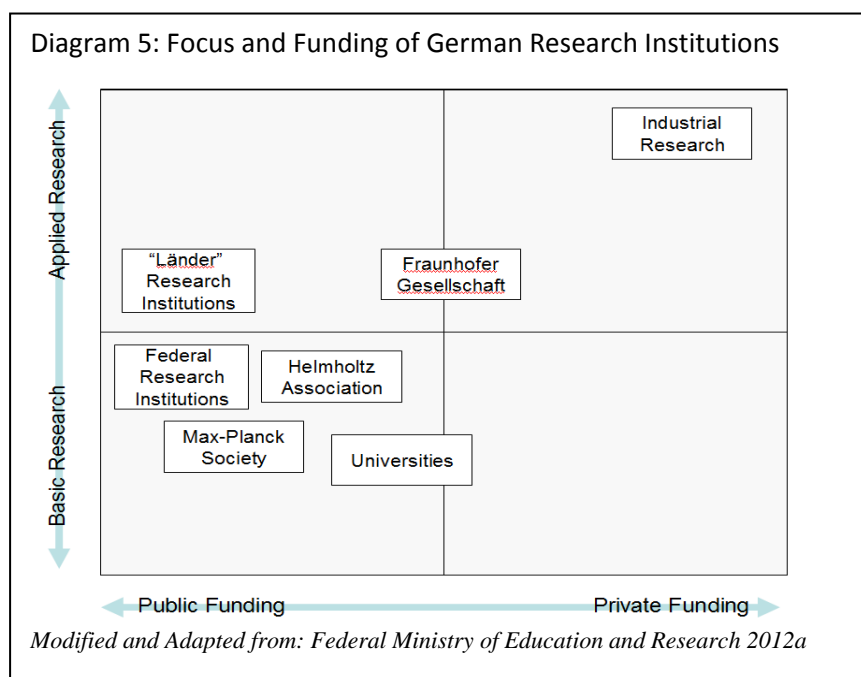 Diagram 5: Focus and Funding of German Research Institutions
Applied Research
Basic Research
Industrial
Research
“Länder”
Research
Institutions
Fraunhofer
Gesellschaft
Federal
Research
Institutions
Helmholtz
Association
Max-Planck
Society
Universities
Public Funding
Private Funding
Modified and Adapted from: Federal Ministry of Education and Research 2012a